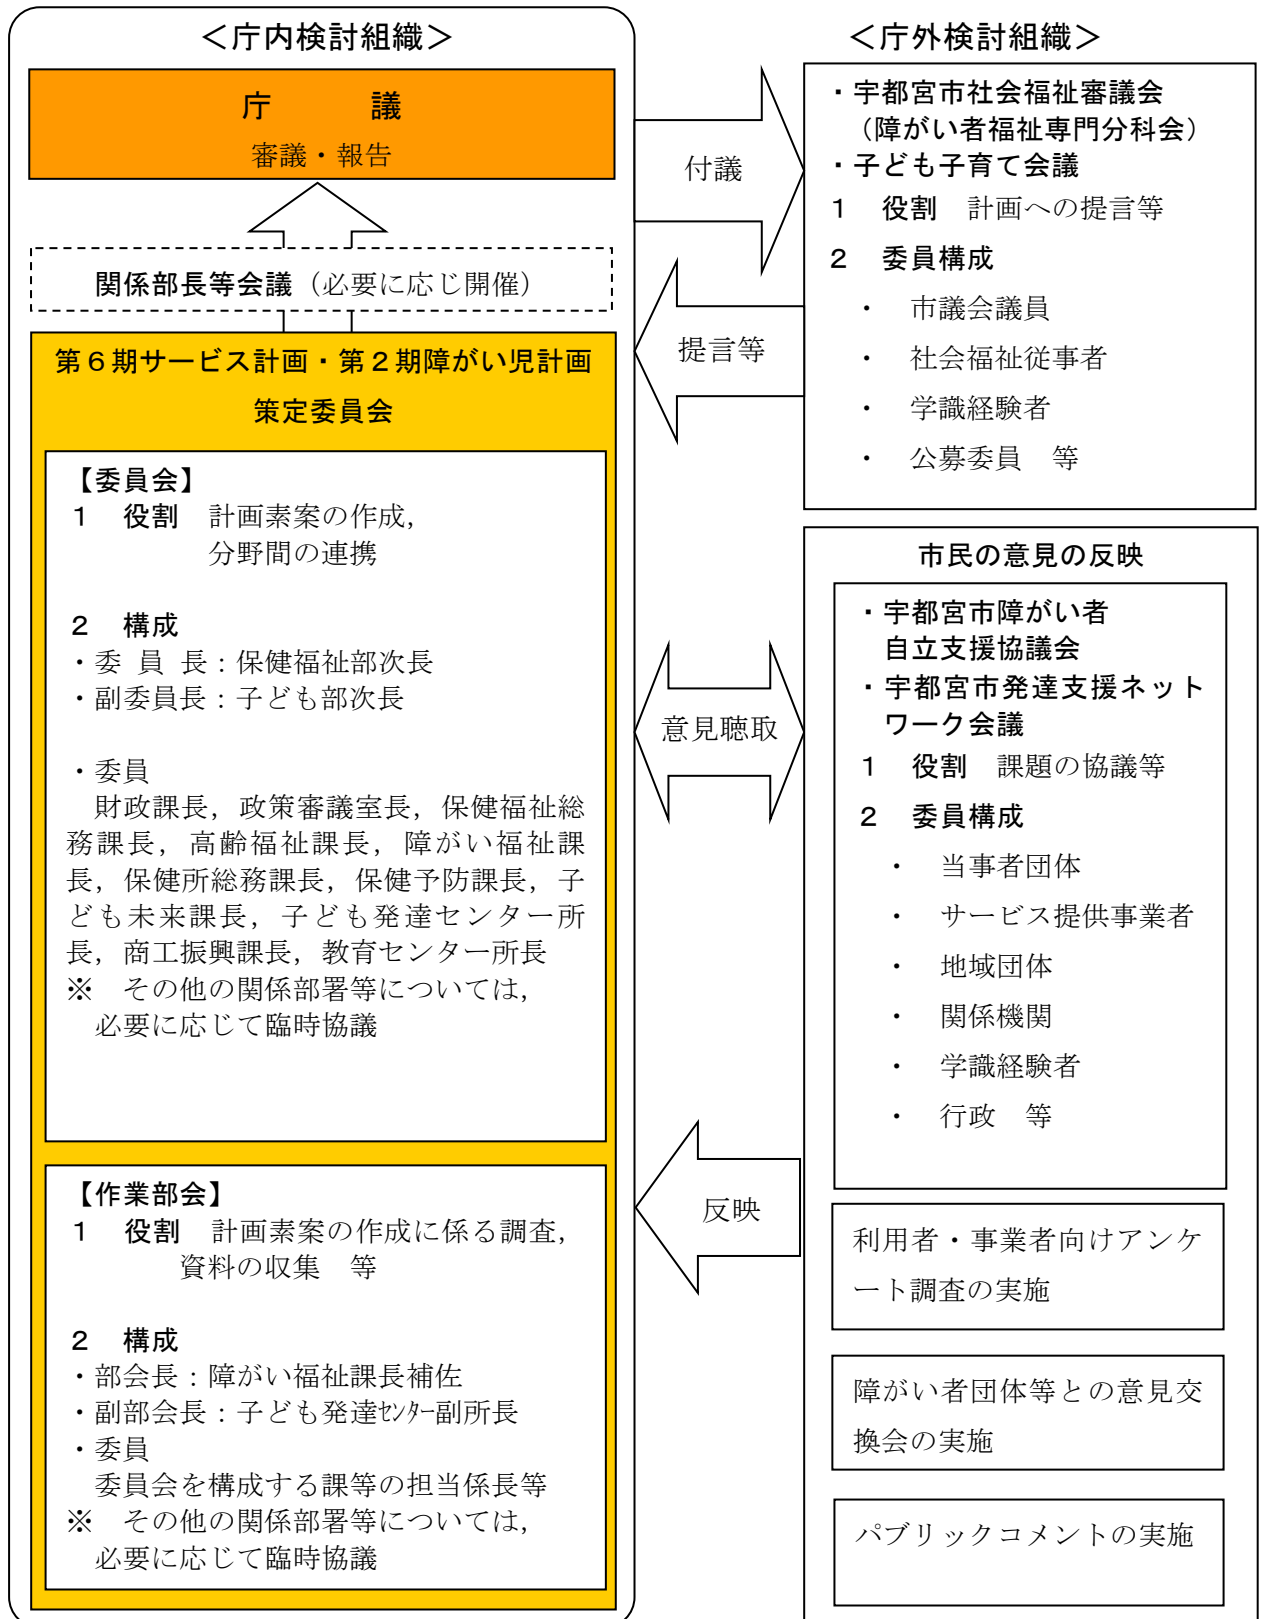 ＜庁内検討組織＞
庁　　議
審議・報告
関係部長等会議（必要に応じ開催）
第６期サービス計画・第２期障がい児計画
策定委員会
【委員会】
１　役割　計画素案の作成，
分野間の連携
２　構成
・委 員 長：保健福祉部次長
・副委員長：子ども部次長
・委員
財政課長，政策審議室長，保健福祉総
務課長，高齢福祉課長，障がい福祉課
長，保健所総務課長，保健予防課長，子
ども未来課長，子ども発達センター所
長，商工振興課長，教育センター所長
※　その他の関係部署等については，
必要に応じて臨時協議
【作業部会】
１　役割　計画素案の作成に係る調査，
資料の収集　等
２　構成
・部会長：障がい福祉課長補佐
・副部会長：子ども発達ｾﾝﾀｰ副所長
・委員
委員会を構成する課等の担当係長等
※　その他の関係部署等については，
必要に応じて臨時協議
付議
提言等
意見聴取
反映
＜庁外検討組織＞
・宇都宮市社会福祉審議会
（障がい者福祉専門分科会）
・子ども子育て会議
１　役割　計画への提言等
２　委員構成
・　市議会議員
・　社会福祉従事者
・　学識経験者
・　公募委員　等
市民の意見の反映
・宇都宮市障がい者
自立支援協議会
・宇都宮市発達支援ネット
ワーク会議
１　役割　課題の協議等
２　委員構成
・　当事者団体
・　サービス提供事業者
・　地域団体
・　関係機関
・　学識経験者
・　行政　等
利用者・事業者向けアンケ
ート調査の実施
障がい者団体等との意見交
換会の実施
パブリックコメントの実施